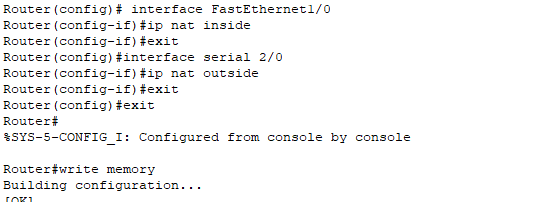 Router(config)# interface FastEthernet1/0
Router(config-if)#ip nat inside
Router(config-if)#exit
Router(config)#interface serial 2/0
Router(config-if)#ip nat outside
Router(config-if)#exit
Router(config)#exit
Router#
%SYS-5-CONFIG_I: Configured from console by console
Router#write memory
Building configuration...
[OK]